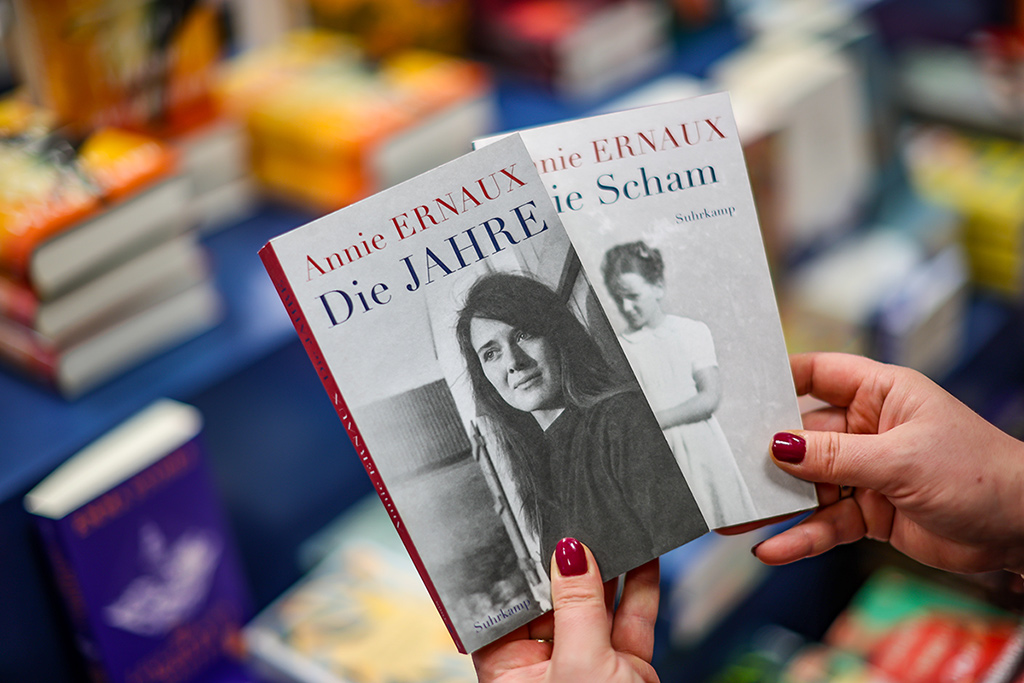 Annie ERNAUX
Die JAHRE
Suhrkamp
nie ERNAUX
ie Scham
Suhrkamp